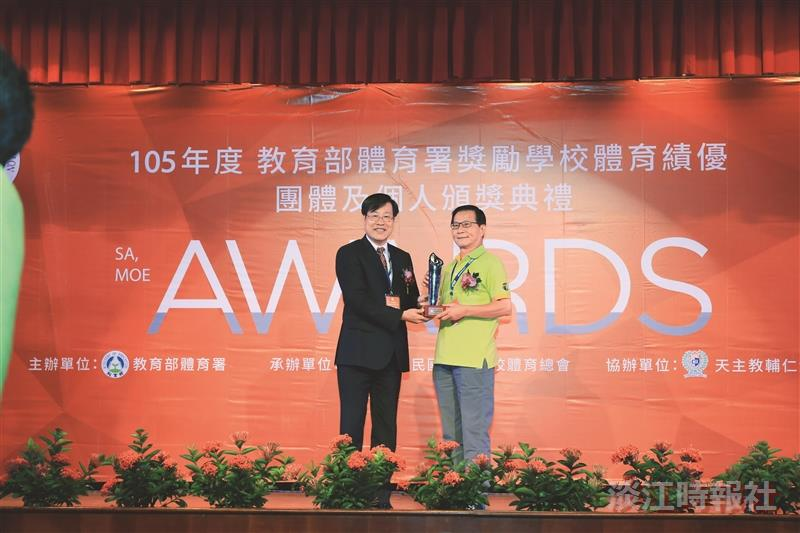 105年度 教育部體育署獎勵學校體育績優
團體及個人頒獎典禮
SA,
MOE
AWARDS
主辦單位: 教育部體育署 承辦單位 民國 校體育總會 協辦單位: 天主教輔仁
淡江時報社